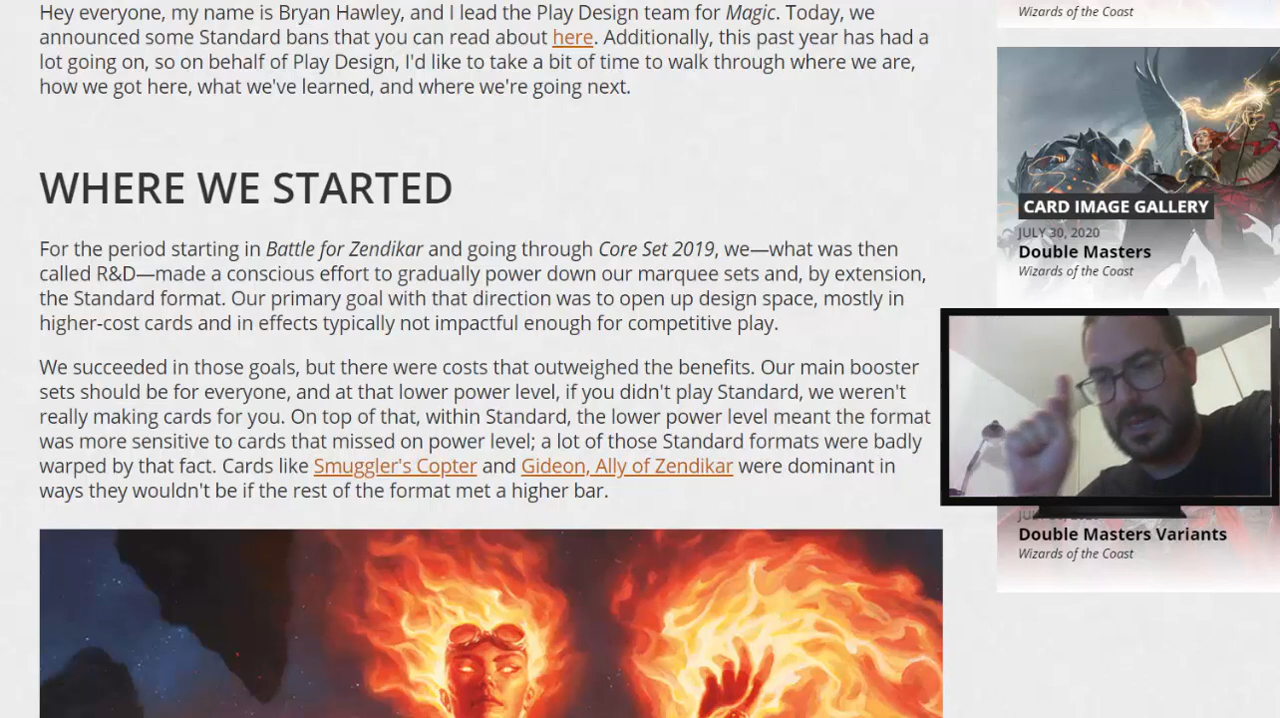 Hey everyone, my name is Bryan Hawley, and I lead the Play Design team for Magic. Today, we
announced some Standard bans that you can read about here. Additionally, this past year has had a
lot going on, so on behalf of Play Design, I'd like to take a bit of time to walk through where we are,
how we got here, what we've learned, and where we're going next.
WHERE WE STARTED
For the period starting in Battle for Zendikar and going through Core Set 2019, we—what was then
called R&D—made a conscious effort to gradually power down our marquee sets and, by extension,
the Standard format. Our primary goal with that direction was to open up design space, mostly in
higher-cost cards and in effects typically not impactful enough for competitive play.
We succeeded in those goals, but there were costs that outweighed the benefits. Our main booster
sets should be for everyone, and at that lower power level, if you didn't play Standard, we weren't
really making cards for you. On top of that, within Standard, the lower power level meant the format
was more sensitive to cards that missed on power level; a lot of those Standard formats were badly
warped by that fact. Cards like Smuggler's Copter and Gideon, Ally of Zendikar were dominant in
ways they wouldn't be if the rest of the format met a higher bar.
Wizards of the Coast
CARD IMAGE GALLERY
JULY 30, 2020
Double Masters
Wizards of the Coast
Double Masters Variants
Wizards of the Coast